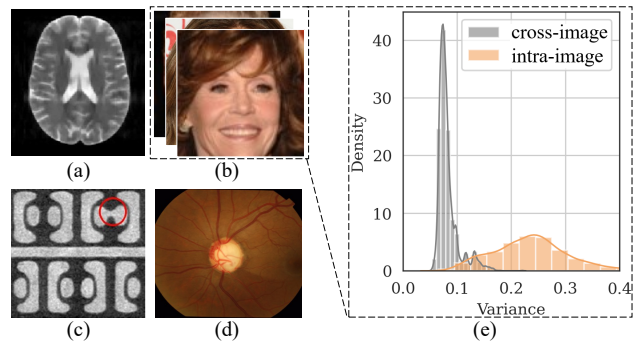 (a)
(b)
(c)
(d)
Density
40
30
20
10
0
cross-image
intra-image
0.0 0.1 0.2 0.3 0.4
Variance
(e)